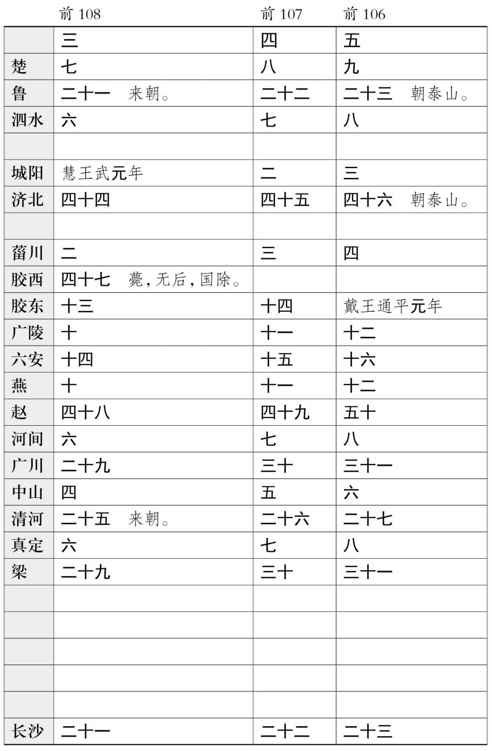 前 108 前 107 前 106
三 四 五
楚 七 八 九
鲁 二十一 来朝。 二十二 二十三 朝泰山。
泗水 六 七 八
城阳 慧王武元年 二 三
济北 四十四 四十五 四十六 朝泰山。
菑川 二 三 四
胶西 四十七 薨,无后,国除。
胶东 十三 十四 戴王通平元年
广陵 十 十一 十二
六安 十四 十五 十六
燕 十 十一 十二
赵 四十八 四十九 五十
河间 六 七 八
广川 二十九 三十 三十一
中山 四 五 六
清河 二十五 来朝。 二十六 二十七
真定 六 七 八
梁 二十九 三十 三十一
长沙 二十一 二十二 二十三